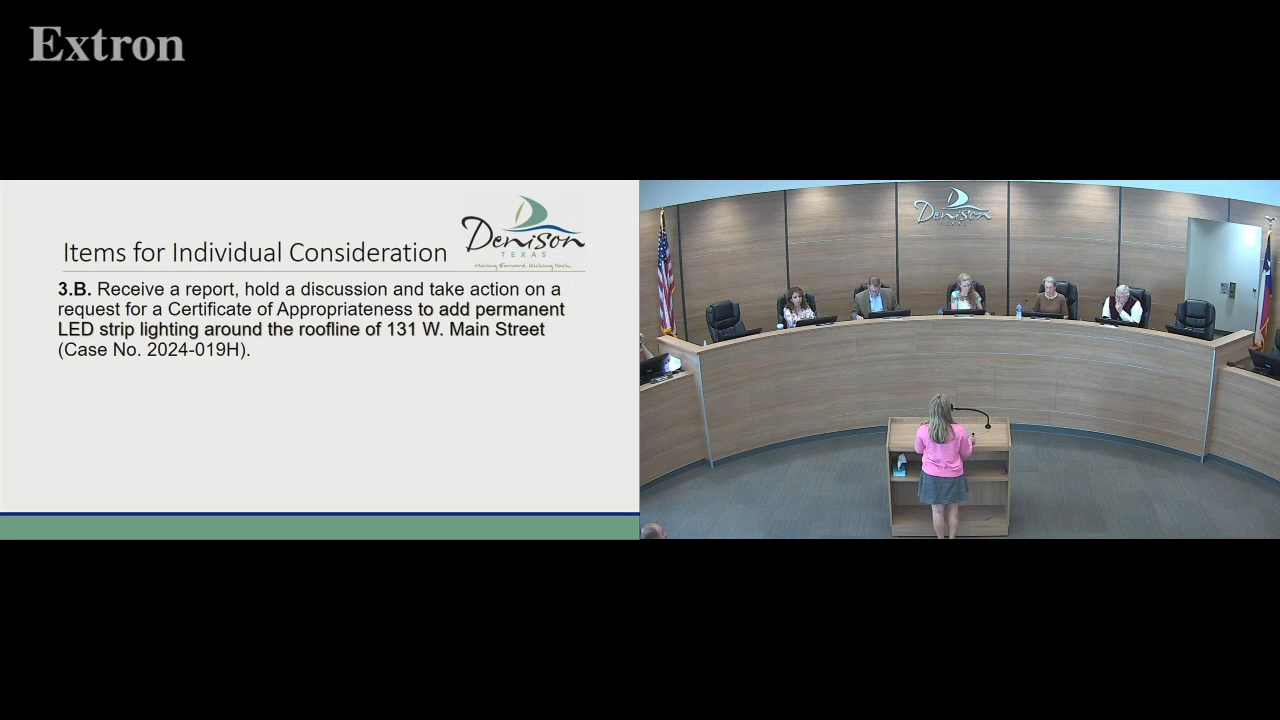 Extron
Denison
TEXAS
Items for Individual Consideration
3.B. Receive a report, hold a discussion and take action on a
request for a Certificate of Appropriateness to add permanent
LED strip lighting around the roofline of 131 W. Main Street
(Case No. 2024-019H).
Denison
TEXAS